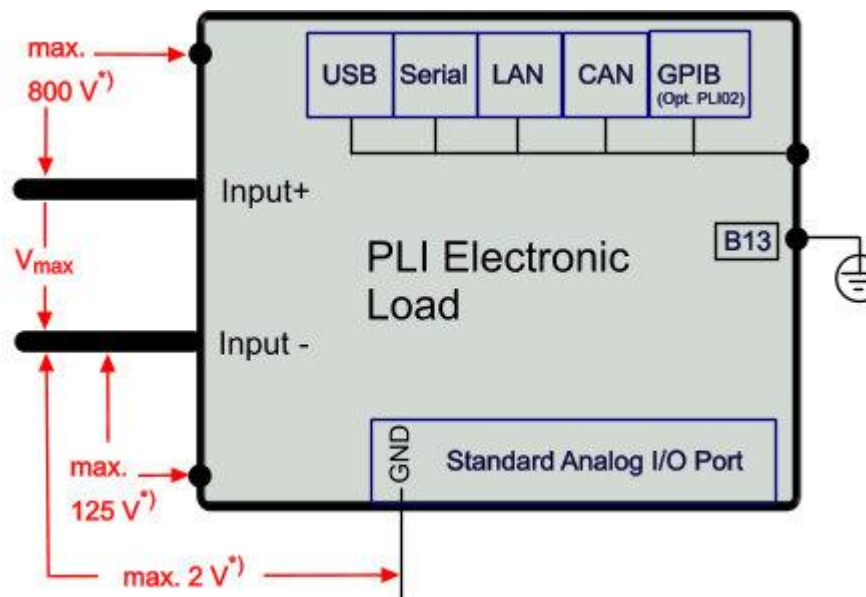 max.
800 V*)
USB
Serial
LAN
CAN
GPIB
(Opt. PLI02)
Input+
B13
Vmax
PLI Electronic
Load
Input -
max.
125 V*)
GND
Standard Analog I/O Port
max. 2 V*)